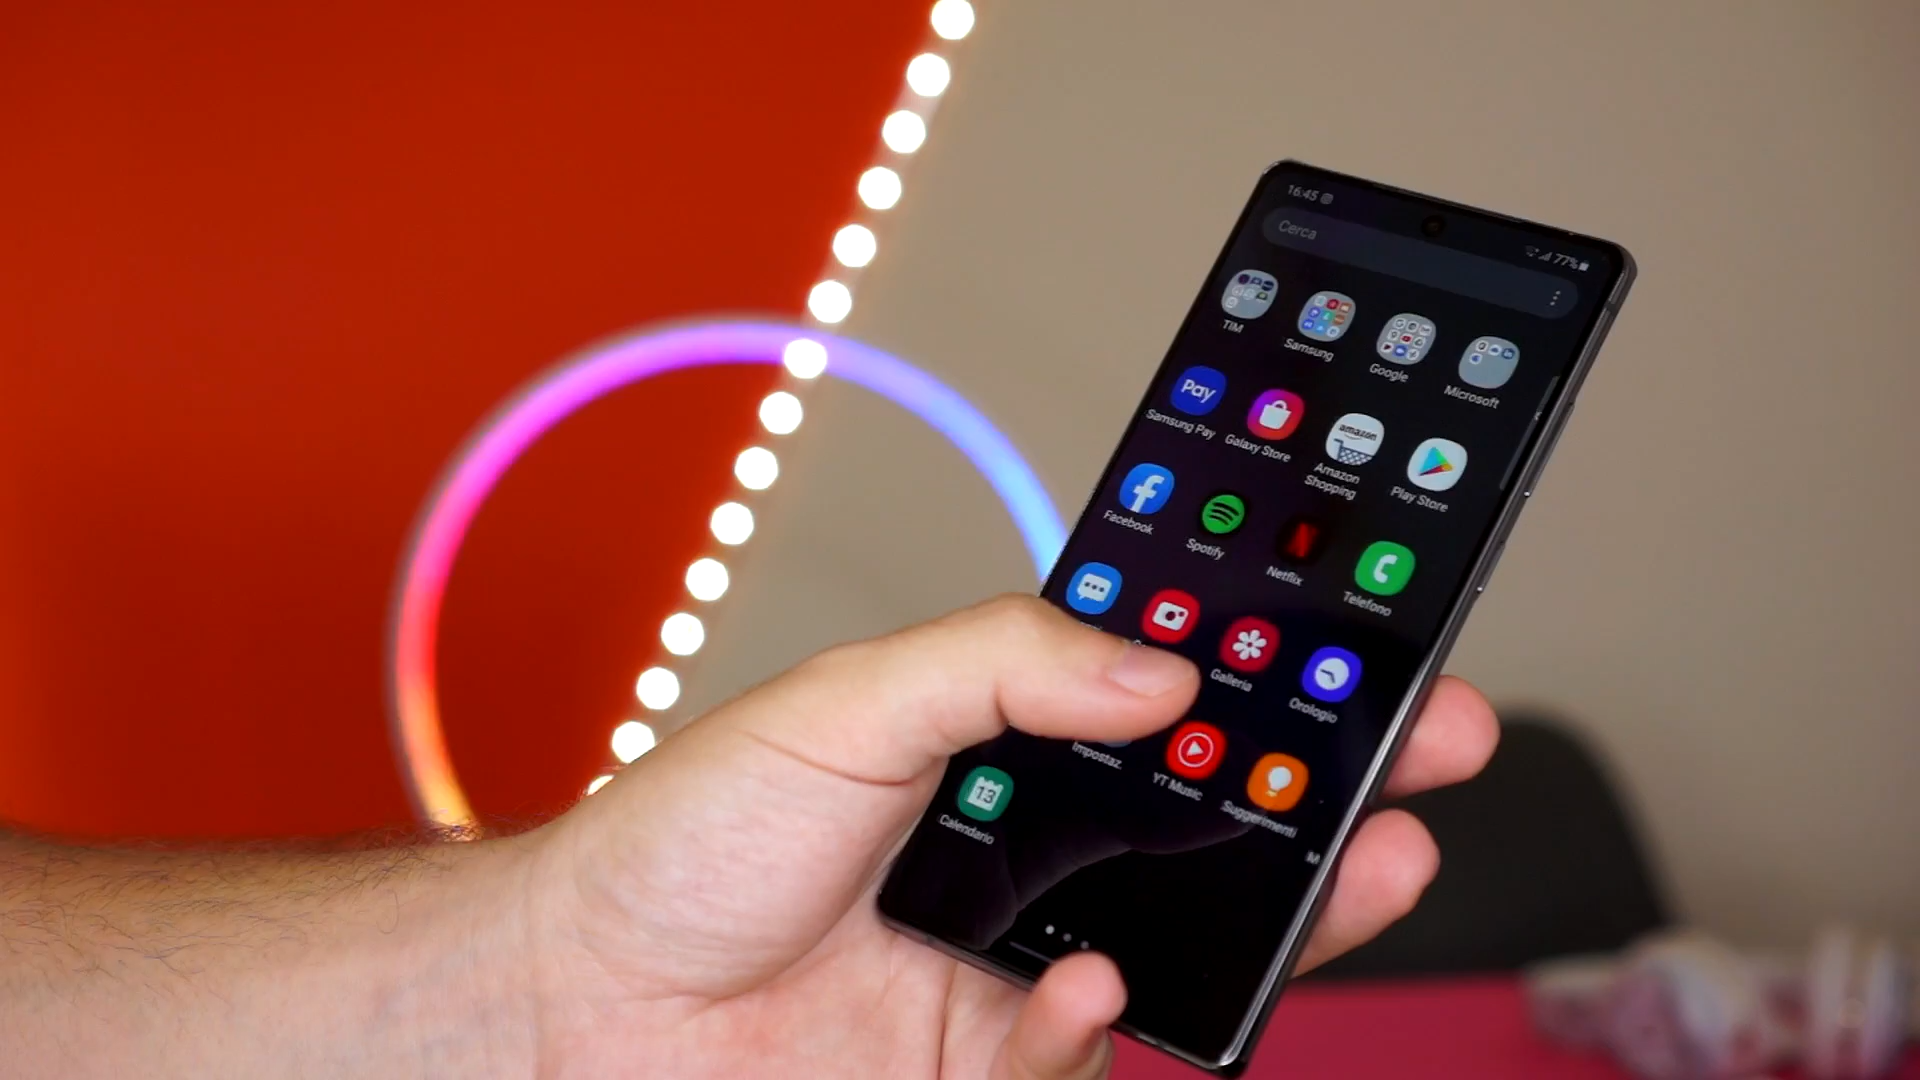 16:45
77%
Cerca
TIM
Samsung
Google
Microsoft
Pay
Samsung Pay
Galaxy Store
amazon
Amazon
Shopping
Play Store
Facebook
Spotify
Netflix
Telefono
Galleria
Orologio
Impostaz.
YT Music
Suggerimenti
13
Calendario